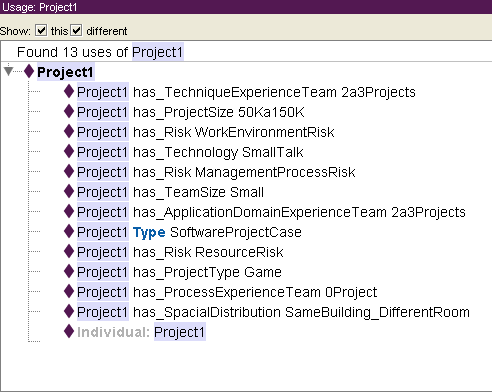 Usage: Project1
Show: this different
Found 13 uses of Project1
Project1
Project1 has_TechniqueExperienceTeam 2a3Projects
Project1 has_ProjectSize 50Ka150K
Project1 has_Risk WorkEnvironmentRisk
Project1 has_Technology SmallTalk
Project1 has_Risk ManagementProcessRisk
Project1 has_TeamSize Small
Project1 has_ApplicationDomainExperienceTeam 2a3Projects
Project1 Type SoftwareProjectCase
Project1 has_Risk ResourceRisk
Project1 has_ProjectType Game
Project1 has_ProcessExperienceTeam 0Project
Project1 has_SpacialDistribution SameBuilding_DifferentRoom
Individual: Project1